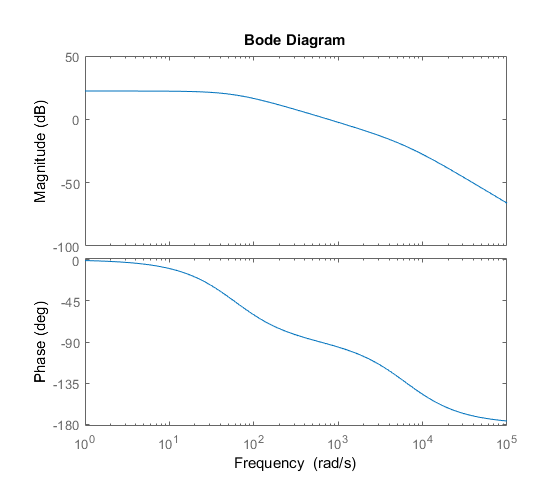 Bode Diagram
50
0
-50
-100
Magnitude (dB)
0
-45
-90
-135
-180
Phase (deg)
10^0 10^1 10^2 10^3 10^4 10^5
Frequency (rad/s)